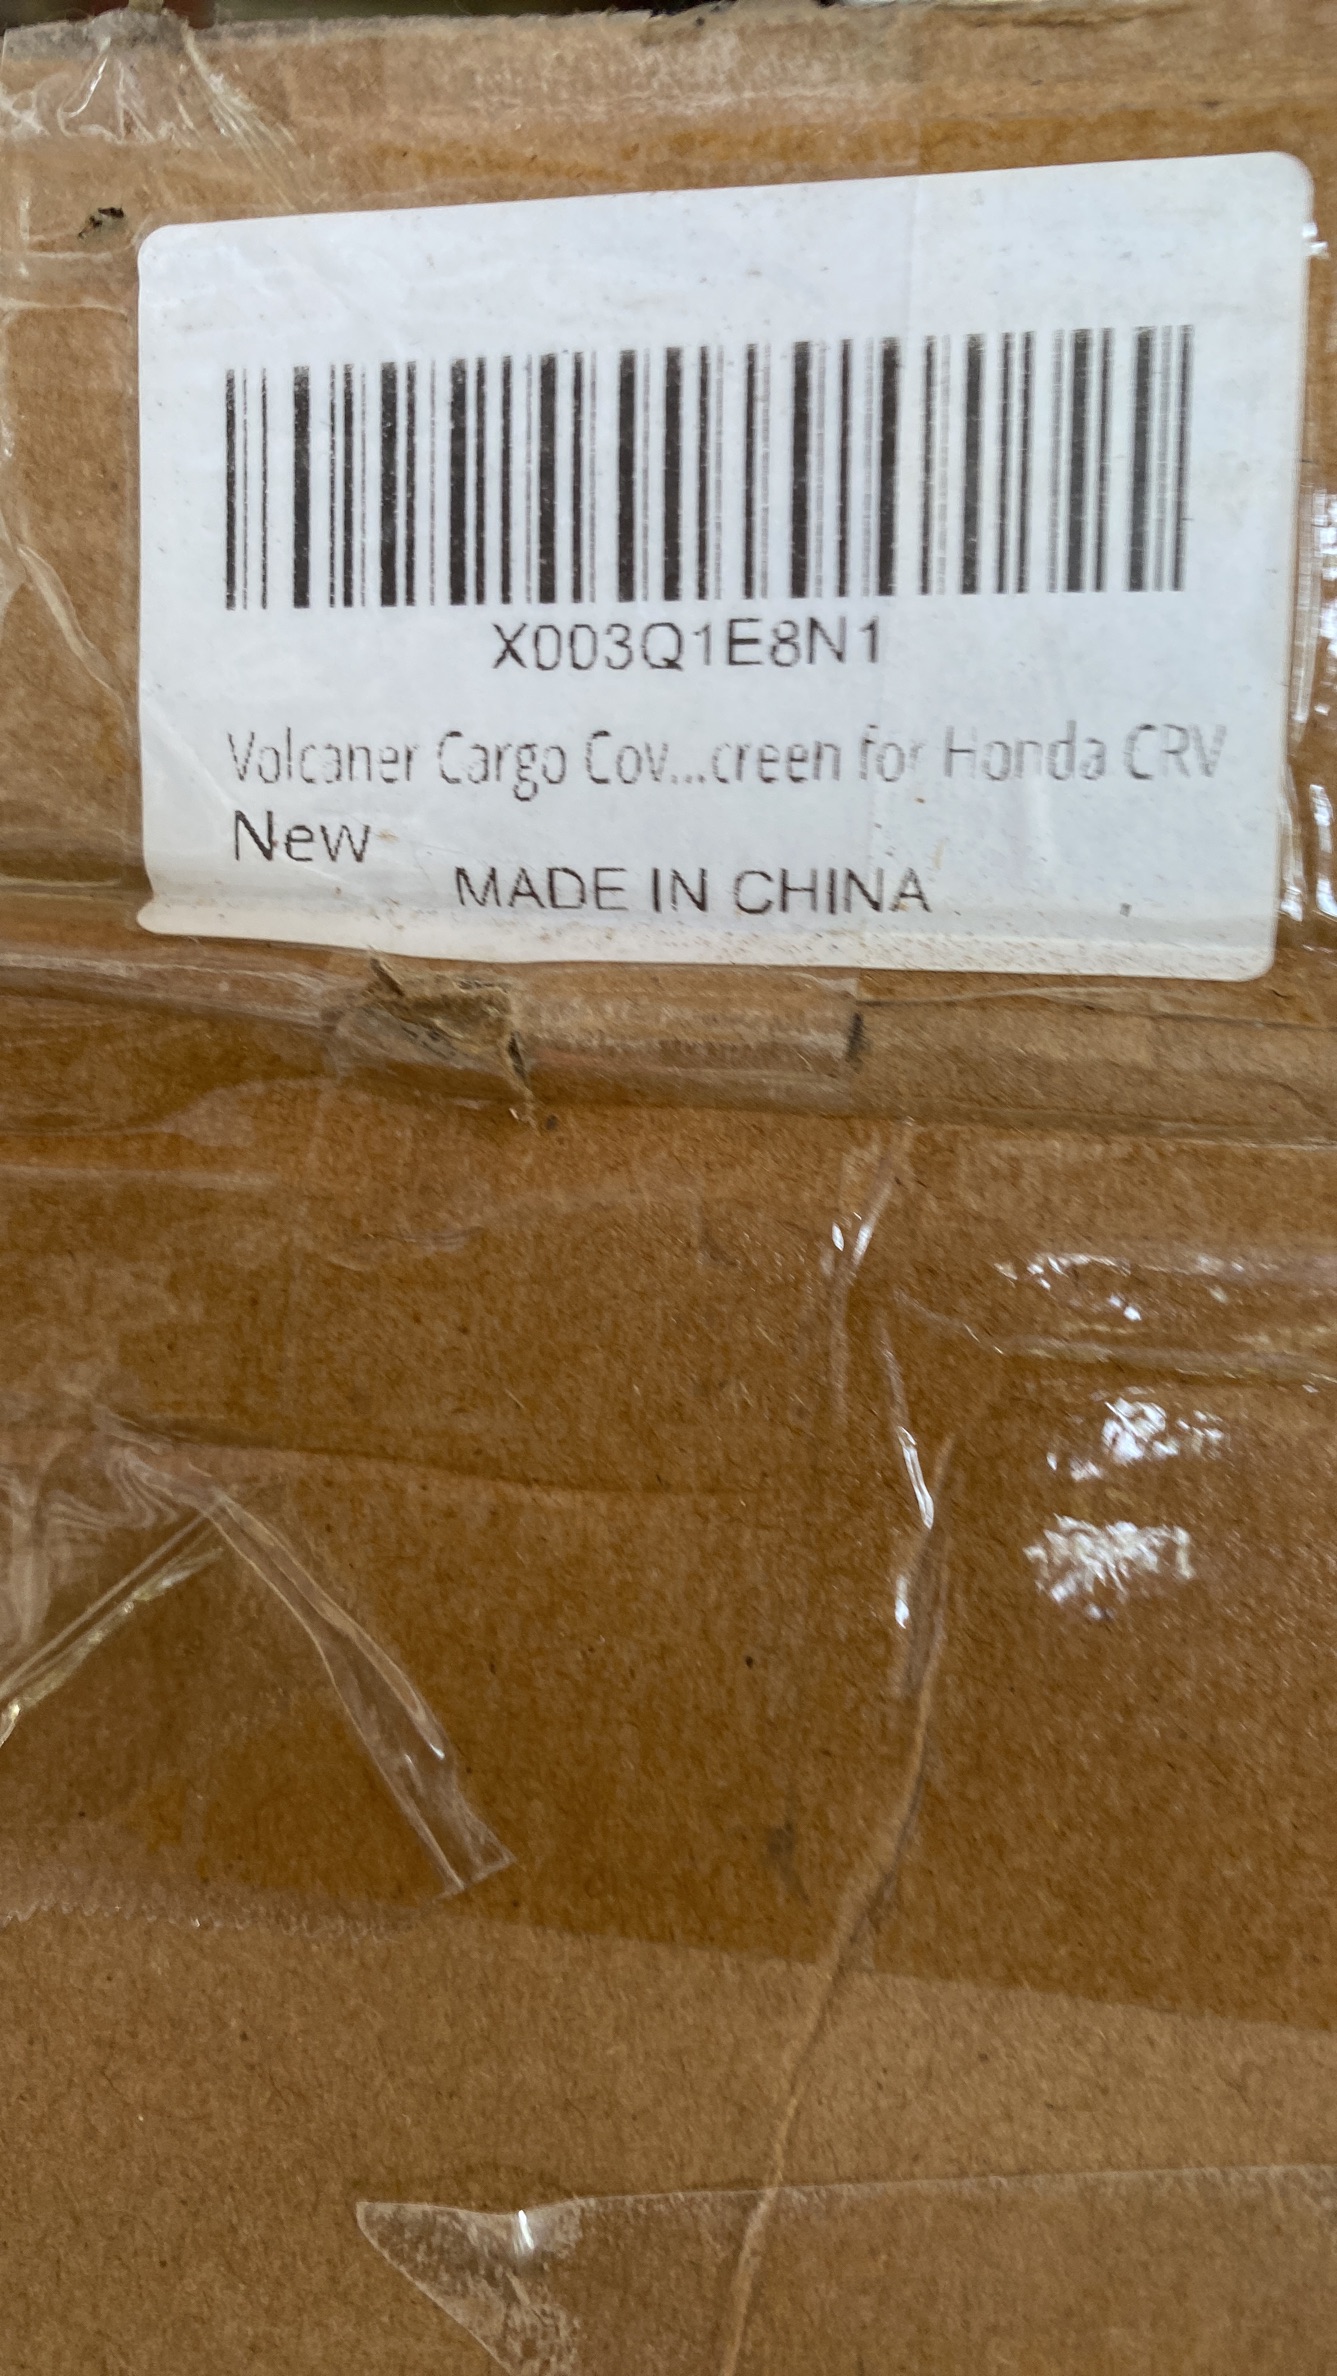 X003Q1E8N1
Volcaner Cargo Cov...creen for Honda CRV
New
MADE IN CHINA